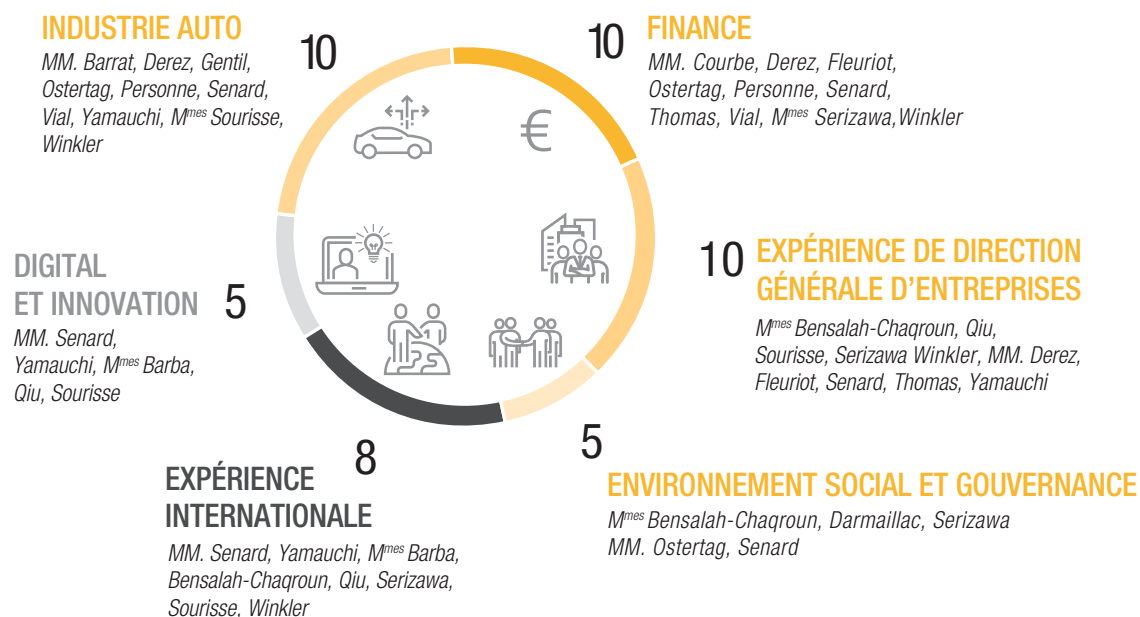 INDUSTRIE AUTO
10
MM. Barrat, Derez, Gentil,
Ostertag, Personne, Senard,
Vial, Yamauchi, Mmes Sourisse,
Winkler
10
FINANCE
MM. Courbe, Derez, Fleuriot,
Ostertag, Personne, Senard,
Thomas, Vial, Mmes Serizawa,Winkler
€
DIGITAL
ET INNOVATION
5
MM. Senard,
Yamauchi, Mmes Barba,
Qiu, Sourisse
10
EXPÉRIENCE DE DIRECTION
GÉNÉRALE D’ENTREPRISES
Mmes Bensalah-Chaqroun, Qiu,
Sourisse, Serizawa Winkler, MM. Derez,
Fleuriot, Senard, Thomas, Yamauchi
8
EXPÉRIENCE
INTERNATIONALE
MM. Senard, Yamauchi, Mmes Barba,
Bensalah-Chaqroun, Qiu, Serizawa,
Sourisse, Winkler
5
ENVIRONNEMENT SOCIAL ET GOUVERNANCE
Mmes Bensalah-Chaqroun, Darmaillac, Serizawa
MM. Ostertag, Senard